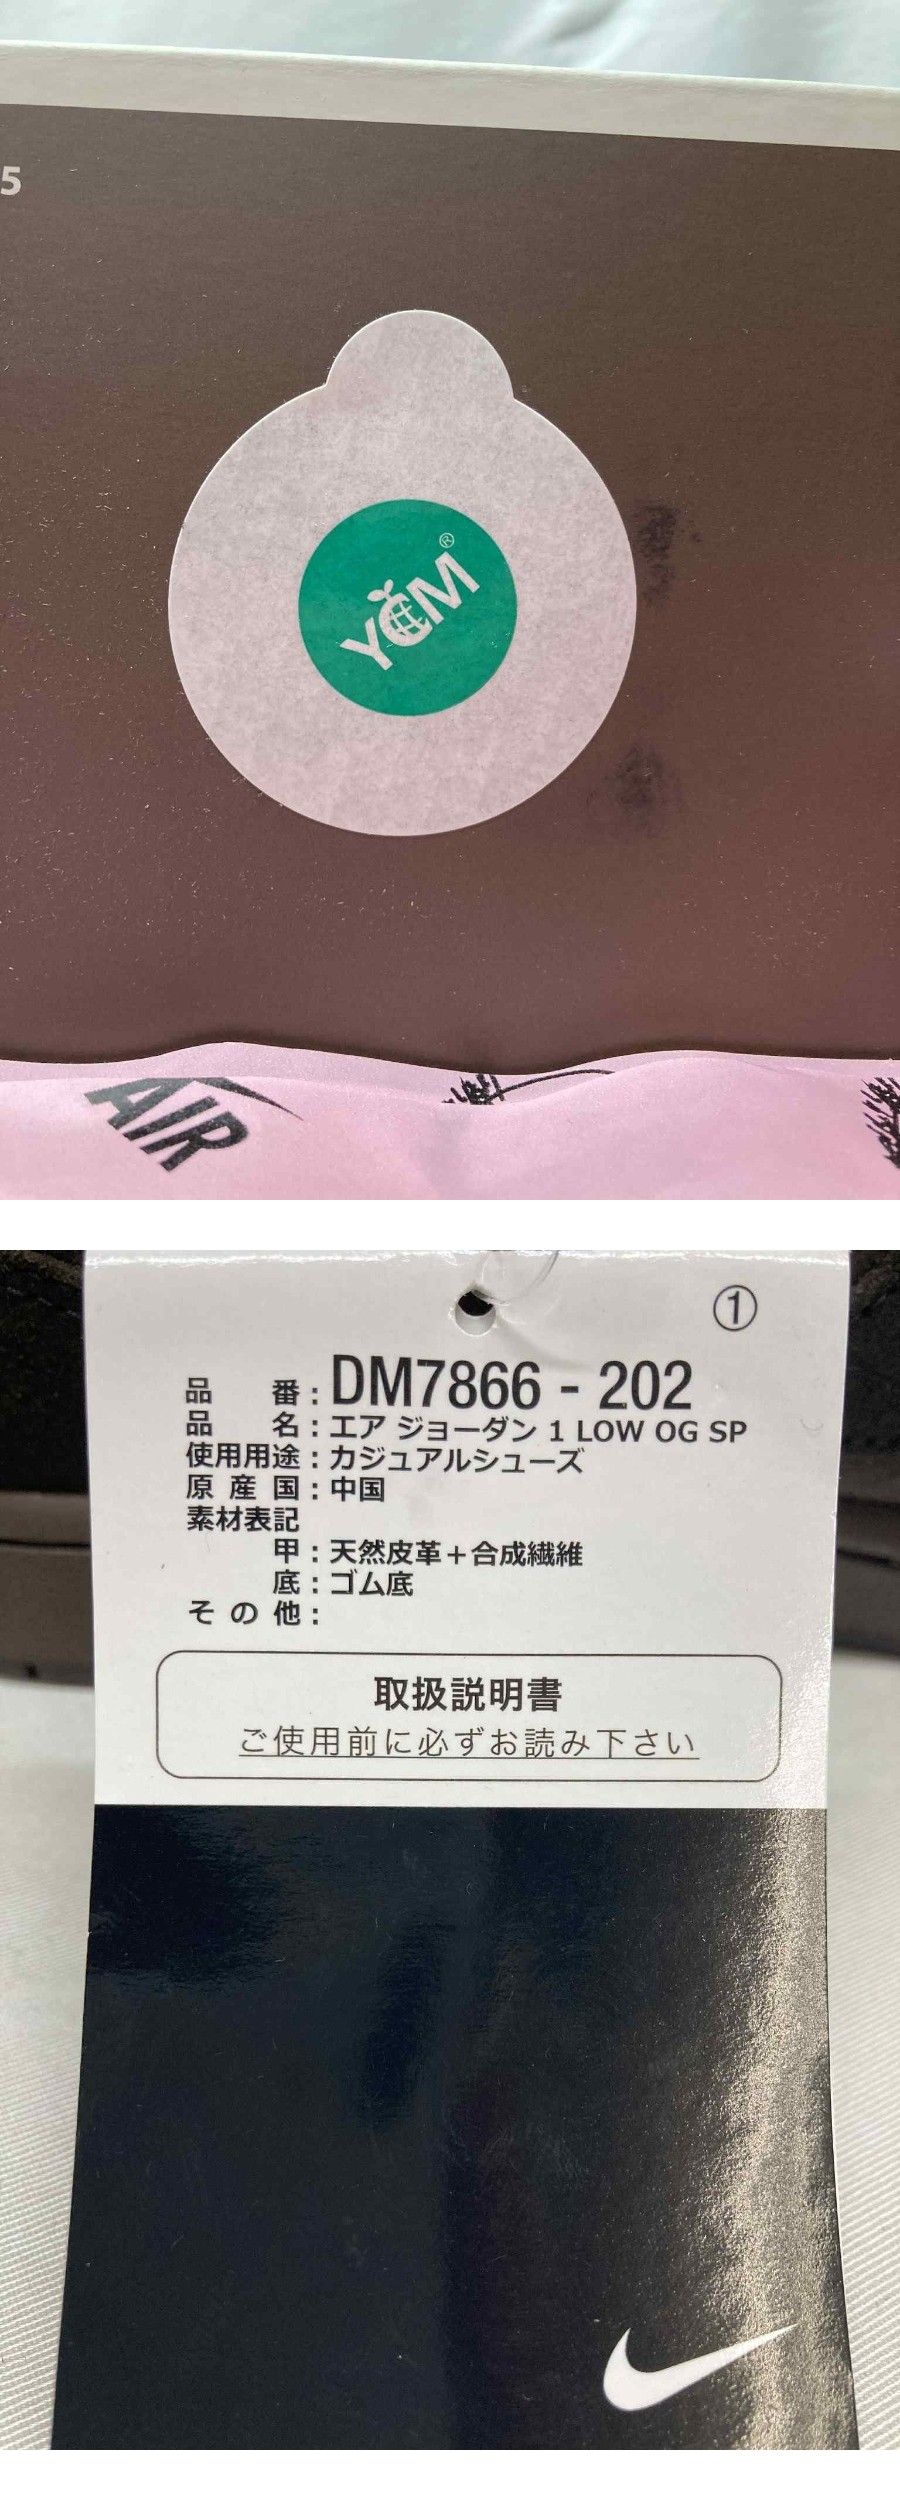 5
YCM®
AIR
①
品番:DM7866 - 202
品名:エア ジョーダン 1 LOW OG SP
使用用途:カジュアルシューズ
原産国:中国
素材表記
甲:天然皮革+合成繊維
底:ゴム底
その他:
取扱説明書
ご使用前に必ずお読み下さい